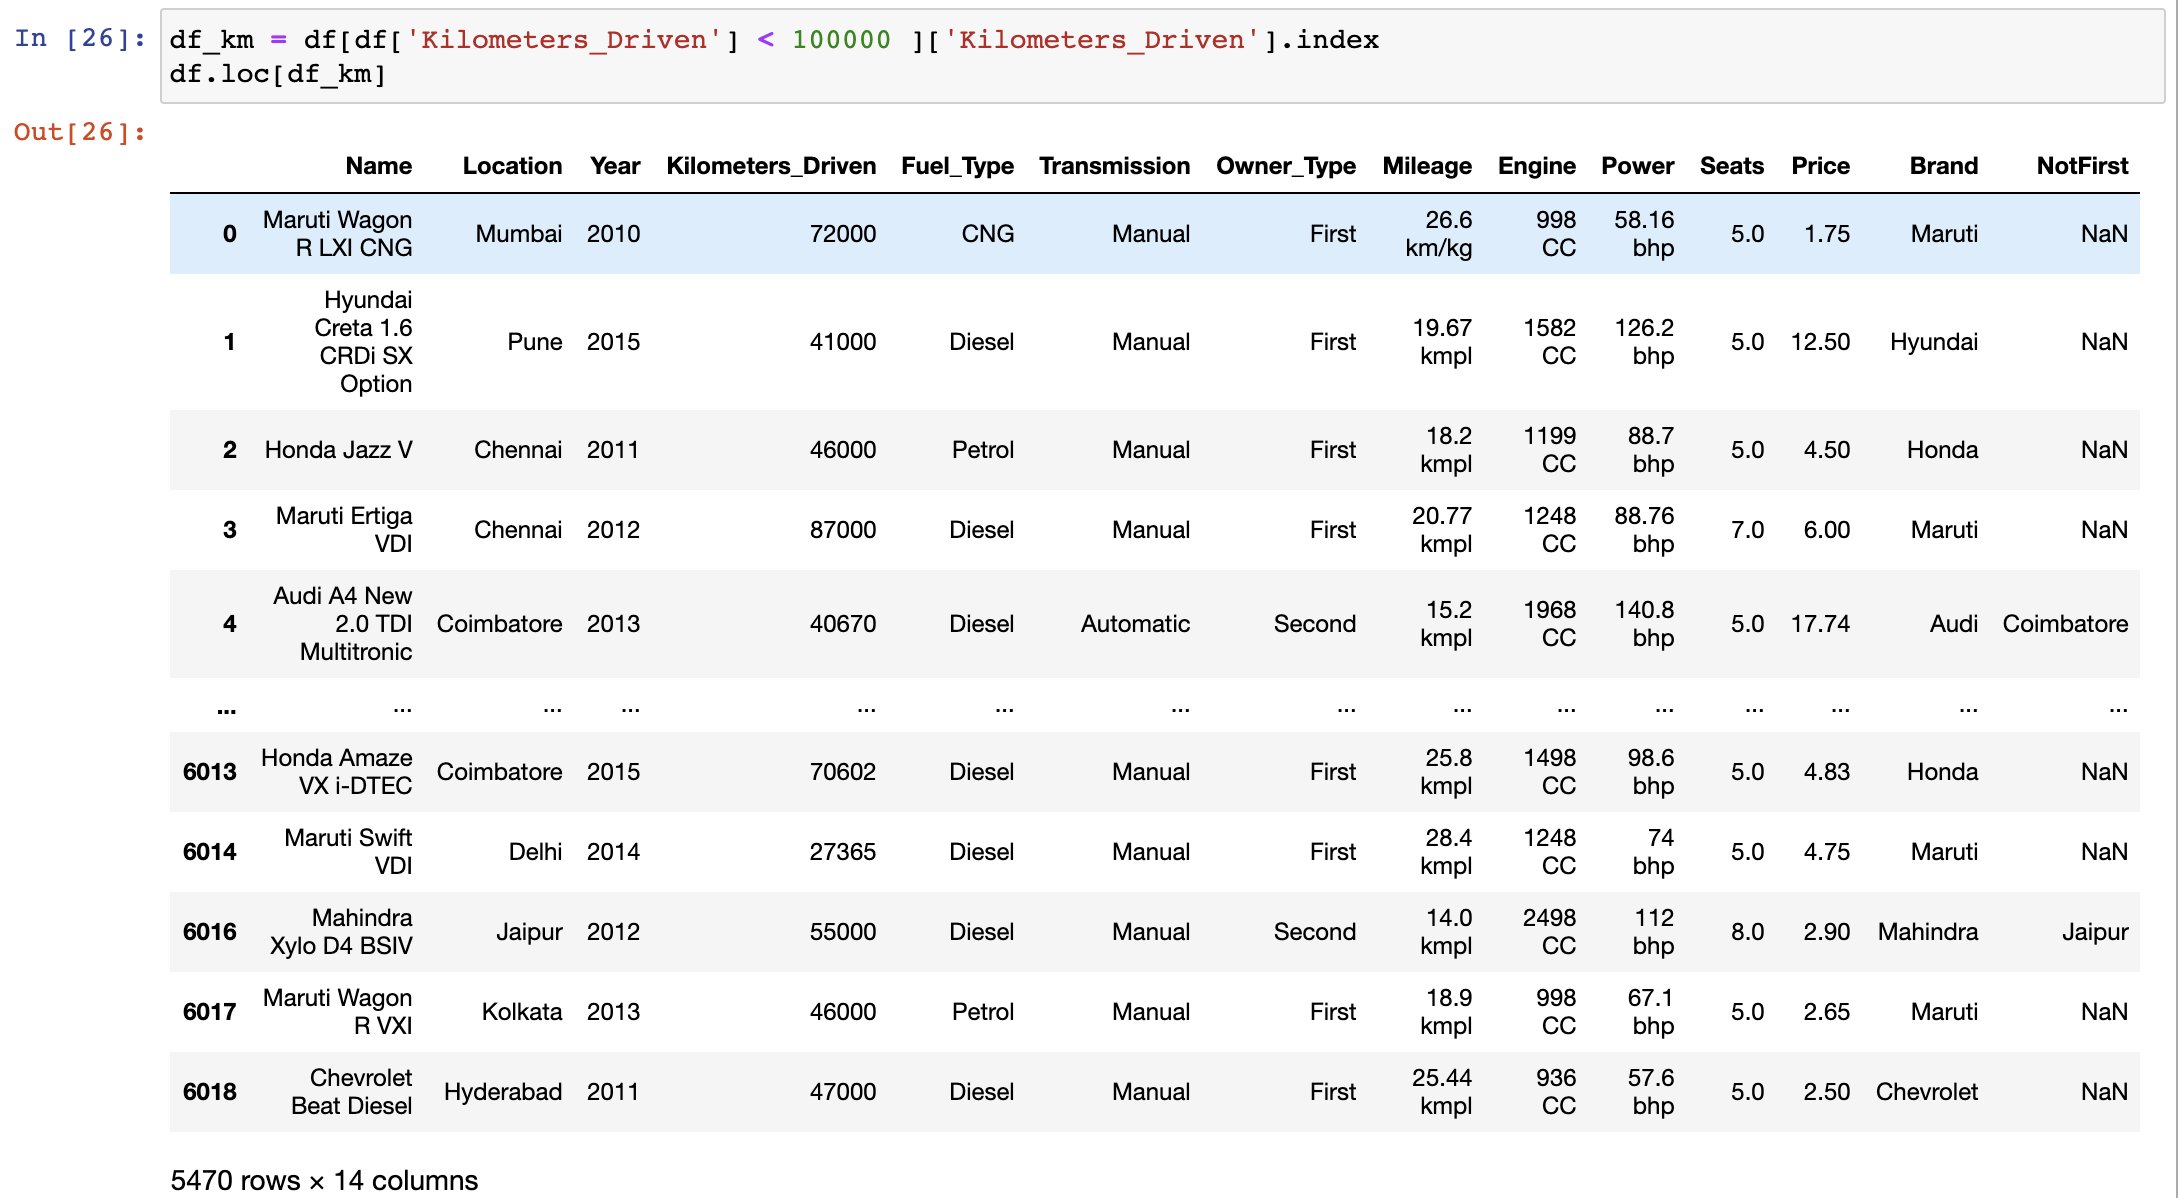 In [26]: df_km = df[df['Kilometers_Driven'] < 100000 ]['Kilometers_Driven'].index
df.loc[df_km]
Out[26]:
Name Location Year Kilometers_Driven Fuel_Type Transmission Owner_Type Mileage Engine Power Seats Price Brand NotFirst
0 Maruti Wagon R LXI CNG Mumbai 2010 72000 CNG Manual First 26.6 km/kg 998 CC 58.16 bhp 5.0 1.75 Maruti NaN
1 Hyundai Creta 1.6 CRDi SX Option Pune 2015 41000 Diesel Manual First 19.67 kmpl 1582 CC 126.2 bhp 5.0 12.50 Hyundai NaN
2 Honda Jazz V Chennai 2011 46000 Petrol Manual First 18.2 kmpl 1199 CC 88.7 bhp 5.0 4.50 Honda NaN
3 Maruti Ertiga VDI Chennai 2012 87000 Diesel Manual First 20.77 kmpl 1248 CC 88.76 bhp 7.0 6.00 Maruti NaN
4 Audi A4 New 2.0 TDI Multitronic Coimbatore 2013 40670 Diesel Automatic Second 15.2 kmpl 1968 CC 140.8 bhp 5.0 17.74 Audi Coimbatore
... ... ... ... ... ... ... ... ... ... ... ... ... ... ...
6013 Honda Amaze VX i-DTEC Coimbatore 2015 70602 Diesel Manual First 25.8 kmpl 1498 CC 98.6 bhp 5.0 4.83 Honda NaN
6014 Maruti Swift VDI Delhi 2014 27365 Diesel Manual First 28.4 kmpl 1248 CC 74 bhp 5.0 4.75 Maruti NaN
6016 Mahindra Xylo D4 BSIV Jaipur 2012 55000 Diesel Manual Second 14.0 kmpl 2498 CC 112 bhp 8.0 2.90 Mahindra Jaipur
6017 Maruti Wagon R VXI Kolkata 2013 46000 Petrol Manual First 18.9 kmpl 998 CC 67.1 bhp 5.0 2.65 Maruti NaN
6018 Chevrolet Beat Diesel Hyderabad 2011 47000 Diesel Manual First 25.44 kmpl 936 CC 57.6 bhp 5.0 2.50 Chevrolet NaN
5470 rows × 14 columns